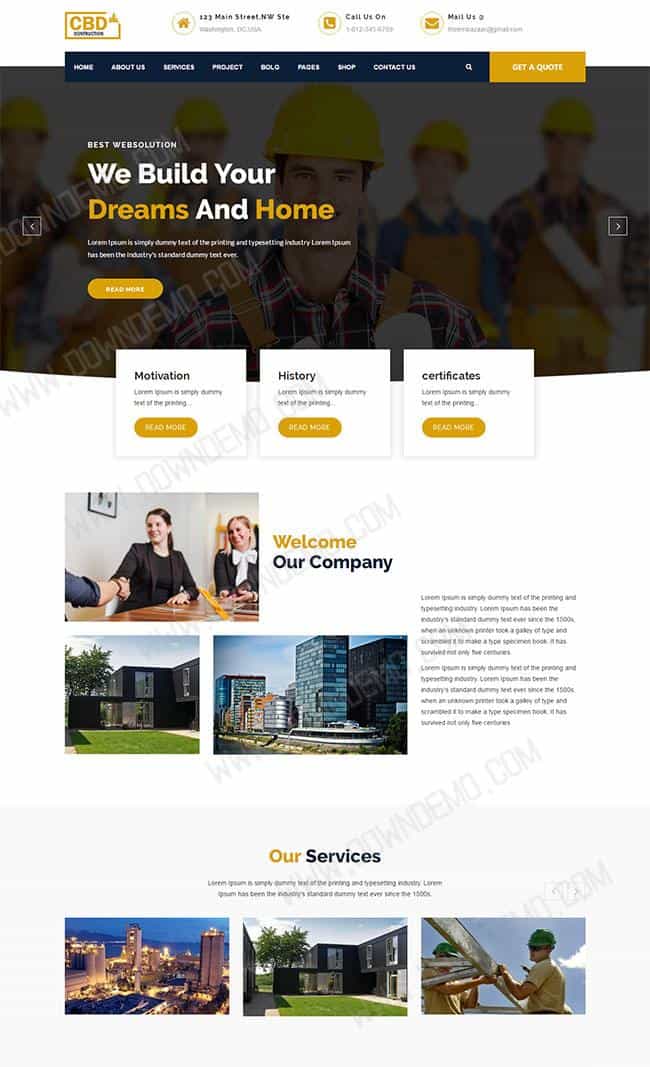 CBD
CONTRUCTION
123 Main Street,NW Ste
Washington, DC,USA.
Call Us On
1-812-345-6789
Mail Us @
themnbazaar@gmail.com
HOME ABOUT US SERVICES PROJECT BOLG PAGES SHOP CONTACT US
GET A QUOTE
BEST WEBSOLUTION
We Build Your
Dreams And Home
Lorem Ipsum is simply dummy text of the printing and typesetting industry Lorem Ipsum
has been the industry's standard dummy text ever.
READ MORE
Motivation
Lorem Ipsum is simply dummy
text of the printing...
READ MORE
History
Lorem Ipsum is simply dummy
text of the printing...
READ MORE
certificates
Lorem Ipsum is simply dummy
text of the printing...
READ MORE
Welcome
Our Company
Lorem Ipsum is simply dummy text of the printing and
typesetting industry. Lorem Ipsum has been the
industry's standard dummy text ever since the 1500s,
when an unknown printer took a galley of type and
scrambled it to make a type specimen book. It has
survived not only five centuries
Lorem Ipsum is simply dummy text of the printing and
typesetting industry. Lorem Ipsum has been the
industry's standard dummy text ever since the 1500s,
when an unknown printer took a galley of type and
scrambled it to make a type specimen book. It has
survived not only five centuries
Our Services
Lorem Ipsum is simply dummy text of the printing and typesetting industry. Lorem
Ipsum has been the industry's standard dummy text ever since the 1500s,
WWW.DOWNDEMO.COM